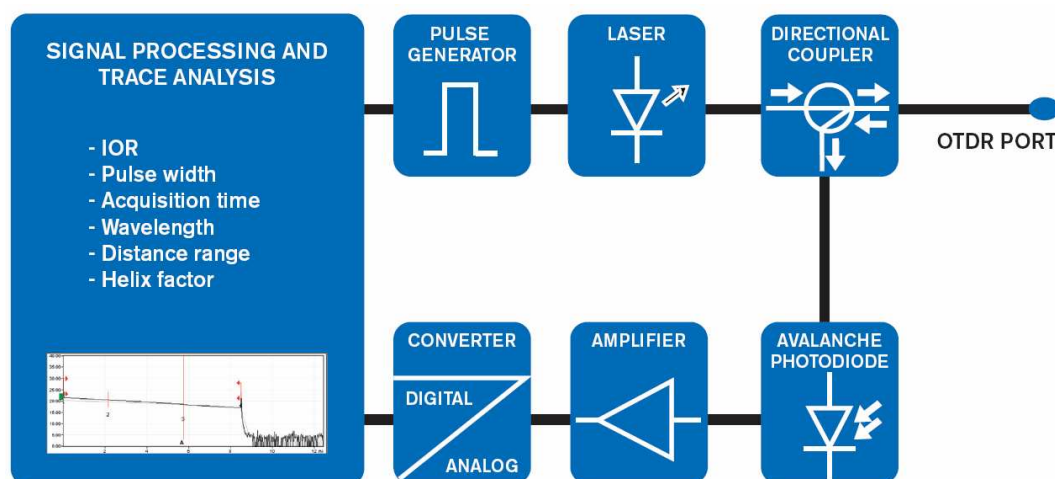 SIGNAL PROCESSING AND
TRACE ANALYSIS
- IOR
- Pulse width
- Acquisition time
- Wavelength
- Distance range
- Helix factor
PULSE
GENERATOR
LASER
DIRECTIONAL
COUPLER
OTDR PORT
CONVERTER
DIGITAL
ANALOG
AMPLIFIER
AVALANCHE
PHOTODIODE